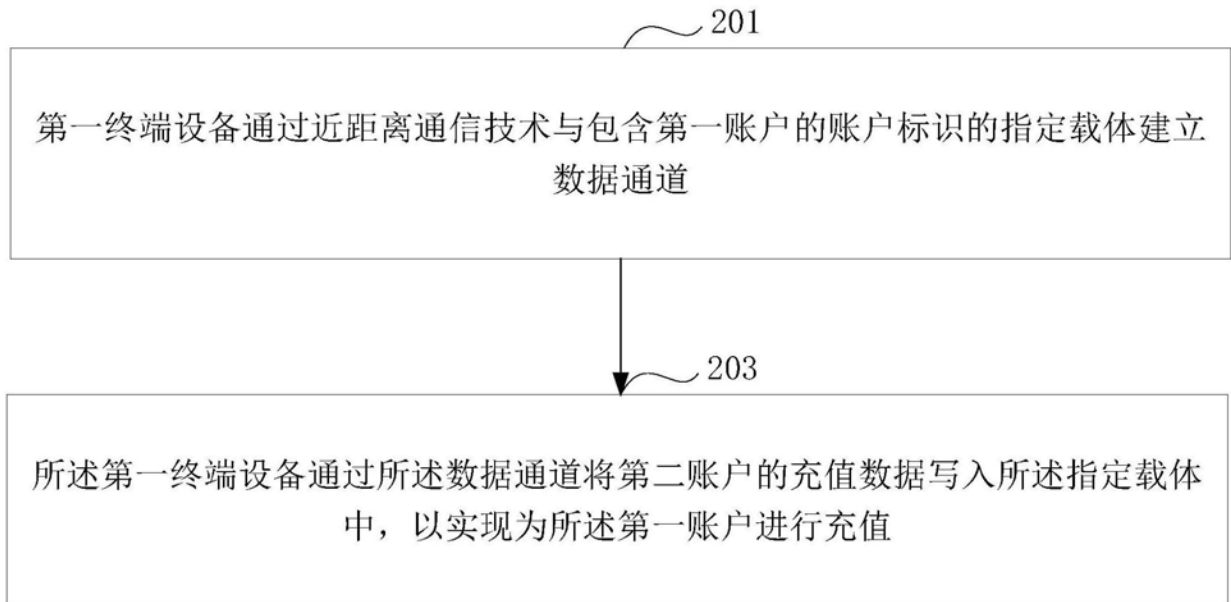 201
第一终端设备通过近距离通信技术与包含第一账户的账户标识的指定载体建立
数据通道
203
所述第一终端设备通过所述数据通道将第二账户的充值数据写入所述指定载体
中，以实现为所述第一账户进行充值